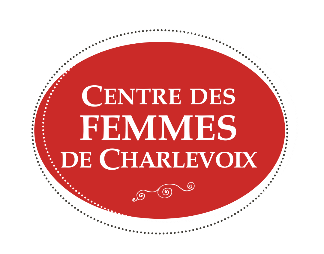 CENTRE DES
FEMMES
DE CHARLEVOIX